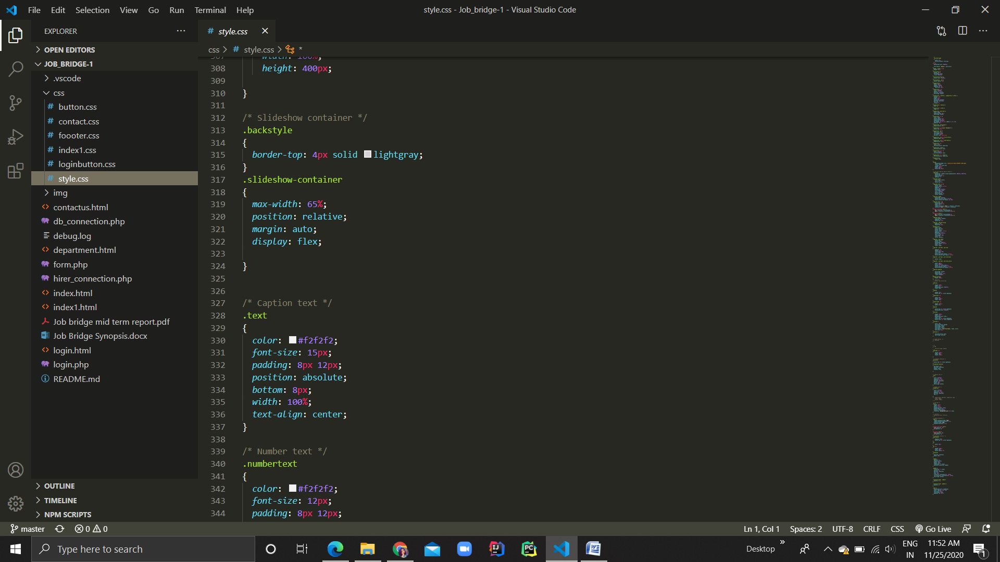 File Edit Selection View Go Run Terminal Help
style.css - Job_bridge-1 - Visual Studio Code
EXPLORER
OPEN EDITORS
JOB_BRIDGE-1
.vscode
css
button.css
contact.css
foooter.css
index1.css
loginbutton.css
style.css
img
contactus.html
db_connection.php
debug.log
department.html
form.php
hirer_connection.php
index.html
index1.html
Job bridge mid term report.pdf
Job Bridge Synopsis.docx
login.html
login.php
README.md
OUTLINE
TIMELINE
NPM SCRIPTS
# style.css
css > # style.css > *
307 width: 100%;
308 height: 400px;
309
310 }
311
312 /* Slideshow container */
313 .backstyle
314 {
315 border-top: 4px solid lightgray;
316 }
317 .slideshow-container
318 {
319 max-width: 65%;
320 position: relative;
321 margin: auto;
322 display: flex;
323
324 }
325
326
327 /* Caption text */
328 .text
329 {
330 color: #f2f2f2;
331 font-size: 15px;
332 padding: 8px 12px;
333 position: absolute;
334 bottom: 8px;
335 width: 100%;
336 text-align: center;
337 }
338
339 /* Number text */
340 .numbertext
341 {
342 color: #f2f2f2;
343 font-size: 12px;
344 padding: 8px 12px;
master 0 0
Ln 1, Col 1 Spaces: 2 UTF-8 CRLF CSS Go Live
Type here to search
Desktop
ENG
IN
11:52 AM
11/25/2020
1